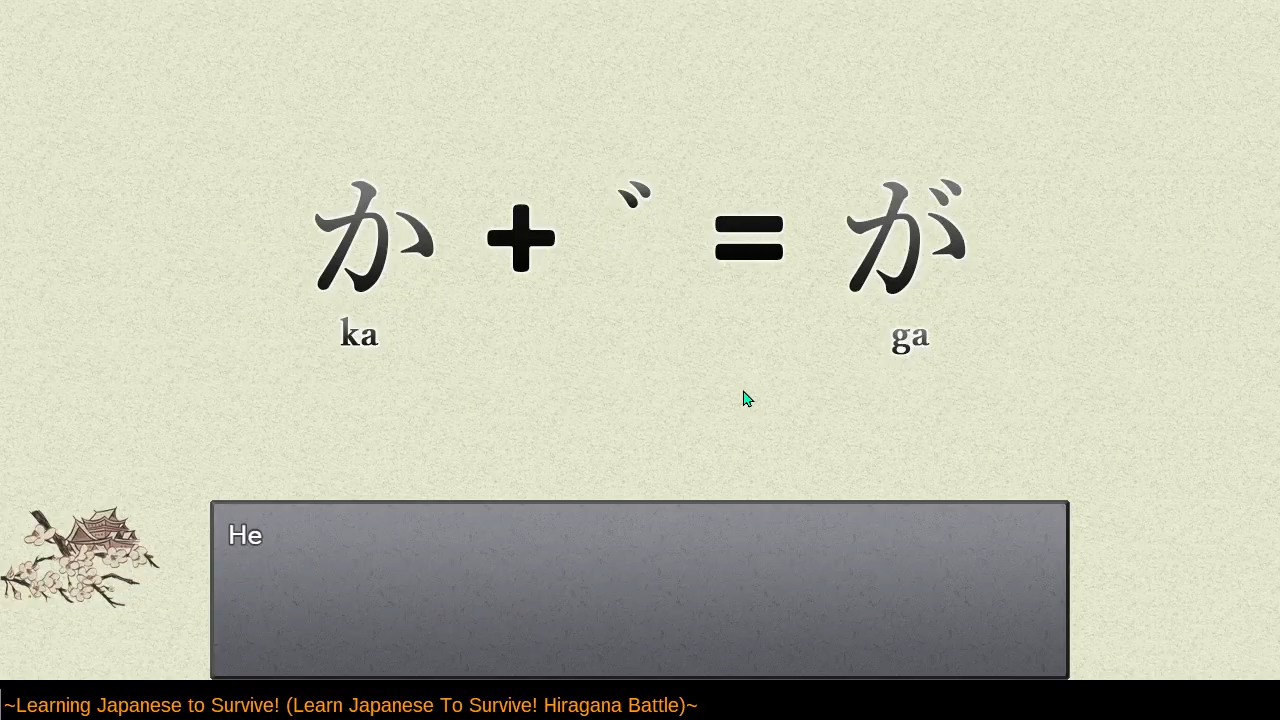 か + ゛ = が
ka ga
He
~Learning Japanese to Survive! (Learn Japanese To Survive! Hiragana Battle)~